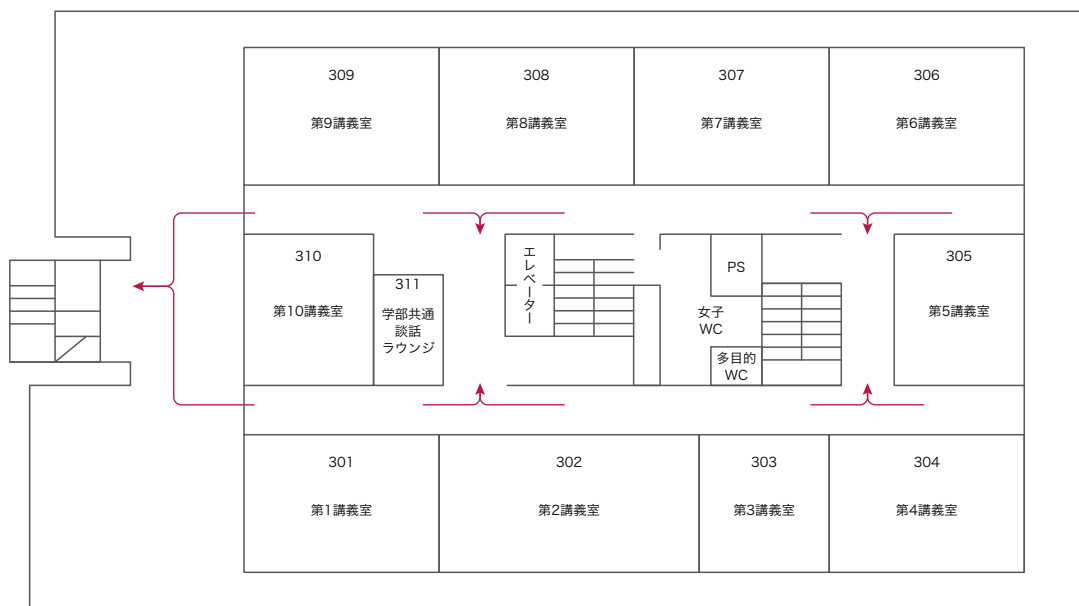 309
第9講義室
308
第8講義室
307
第7講義室
306
第6講義室
310
第10講義室
311
学部共通
談話
ラウンジ
エレベーター
PS
女子
WC
多目的
WC
305
第5講義室
301
第1講義室
302
第2講義室
303
第3講義室
304
第4講義室